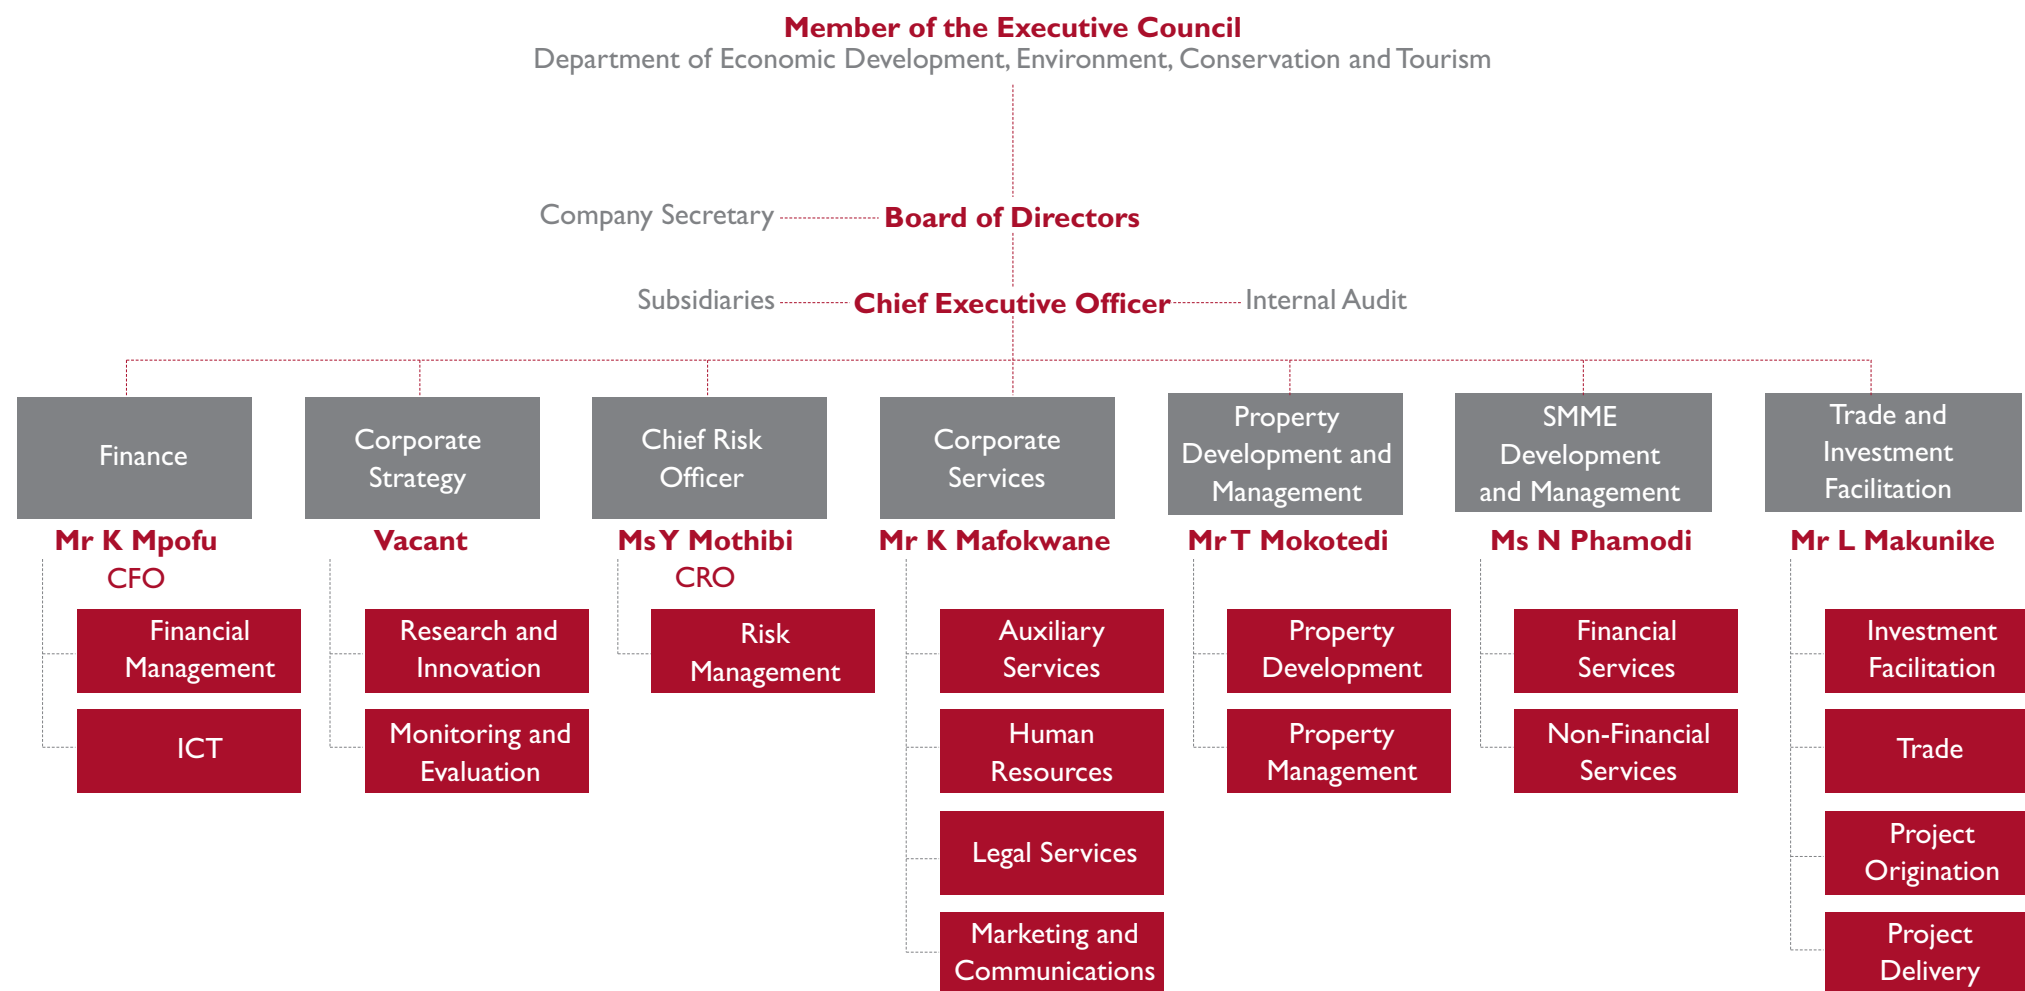 Member of the Executive Council
Department of Economic Development, Environment, Conservation and Tourism
Company Secretary
Board of Directors
Subsidiaries
Chief Executive Officer
Internal Audit
Finance
Mr K Mpofu
CFO
Financial
Management
ICT
Corporate
Strategy
Vacant
Research and
Innovation
Monitoring and
Evaluation
Chief Risk
Officer
Ms Y Mothibi
CRO
Risk
Management
Corporate
Services
Mr K Mafokwane
Auxiliary
Services
Human
Resources
Legal Services
Marketing and
Communications
Property
Development and
Management
Mr T Mokotedi
Property
Development
Property
Management
SMME
Development
and Management
Ms N Phamodi
Financial
Services
Non-Financial
Services
Trade and
Investment
Facilitation
Mr L Makunike
Investment
Facilitation
Trade
Project
Origination
Project
Delivery